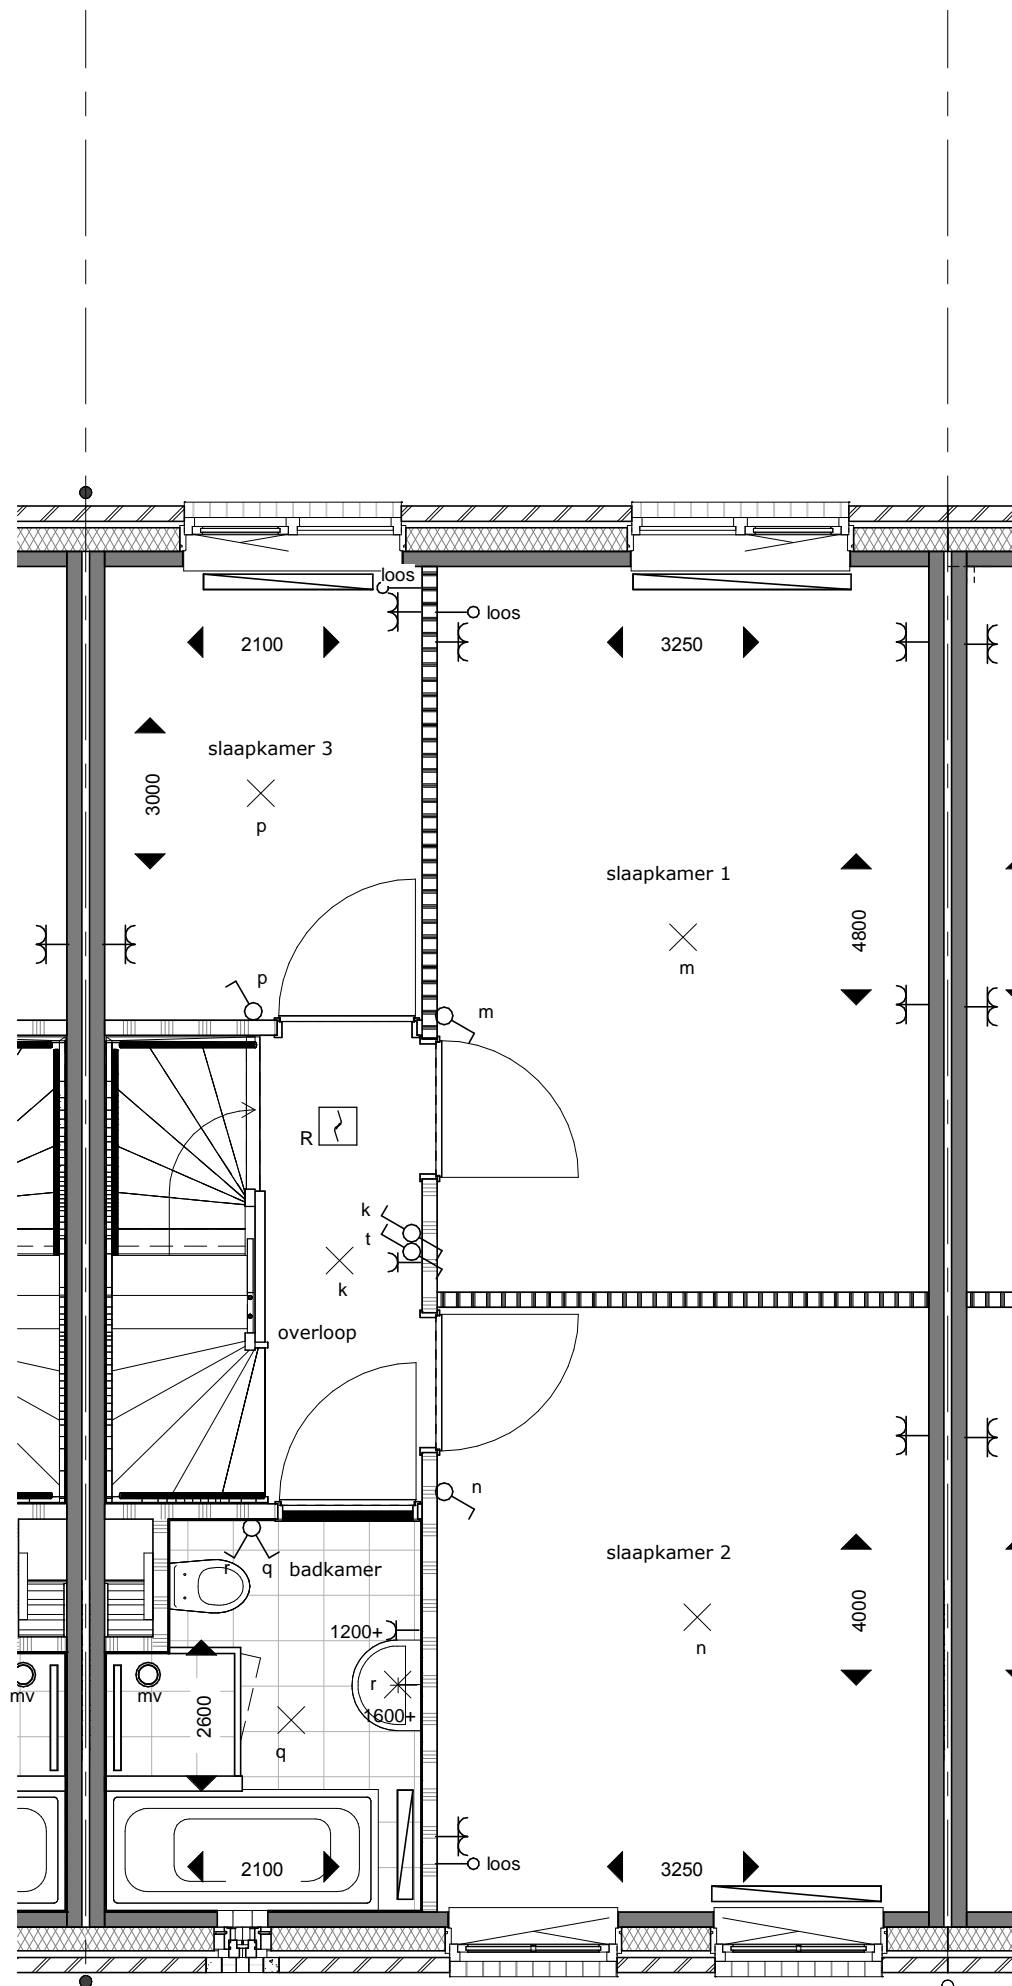 loos
loos
2100
3250
slaapkamer 3
3000
p
slaapkamer 1
4800
m
p
m
R
k
t
k
overloop
n
r q badkamer
slaapkamer 2
1200+
4000
n
r
mv
mv
1600+
2600
q
2100
loos
3250